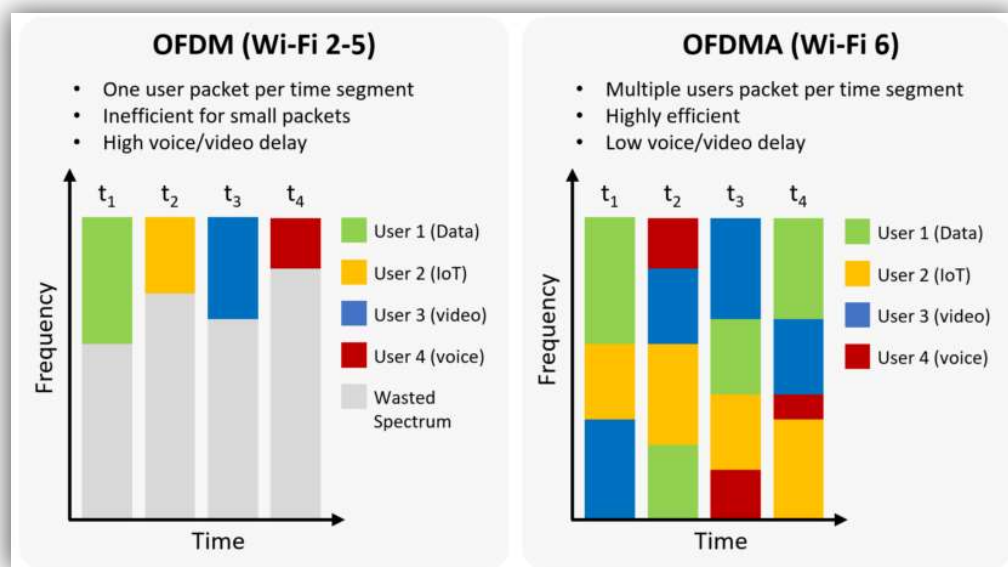 OFDM (Wi-Fi 2-5)
• One user packet per time segment
• Inefficient for small packets
• High voice/video delay
t1 t2 t3 t4
User 1 (Data)
User 2 (IoT)
User 3 (video)
User 4 (voice)
Wasted
Spectrum
Frequency
Time
OFDMA (Wi-Fi 6)
• Multiple users packet per time segment
• Highly efficient
• Low voice/video delay
t1 t2 t3 t4
User 1 (Data)
User 2 (IoT)
User 3 (video)
User 4 (voice)
Frequency
Time